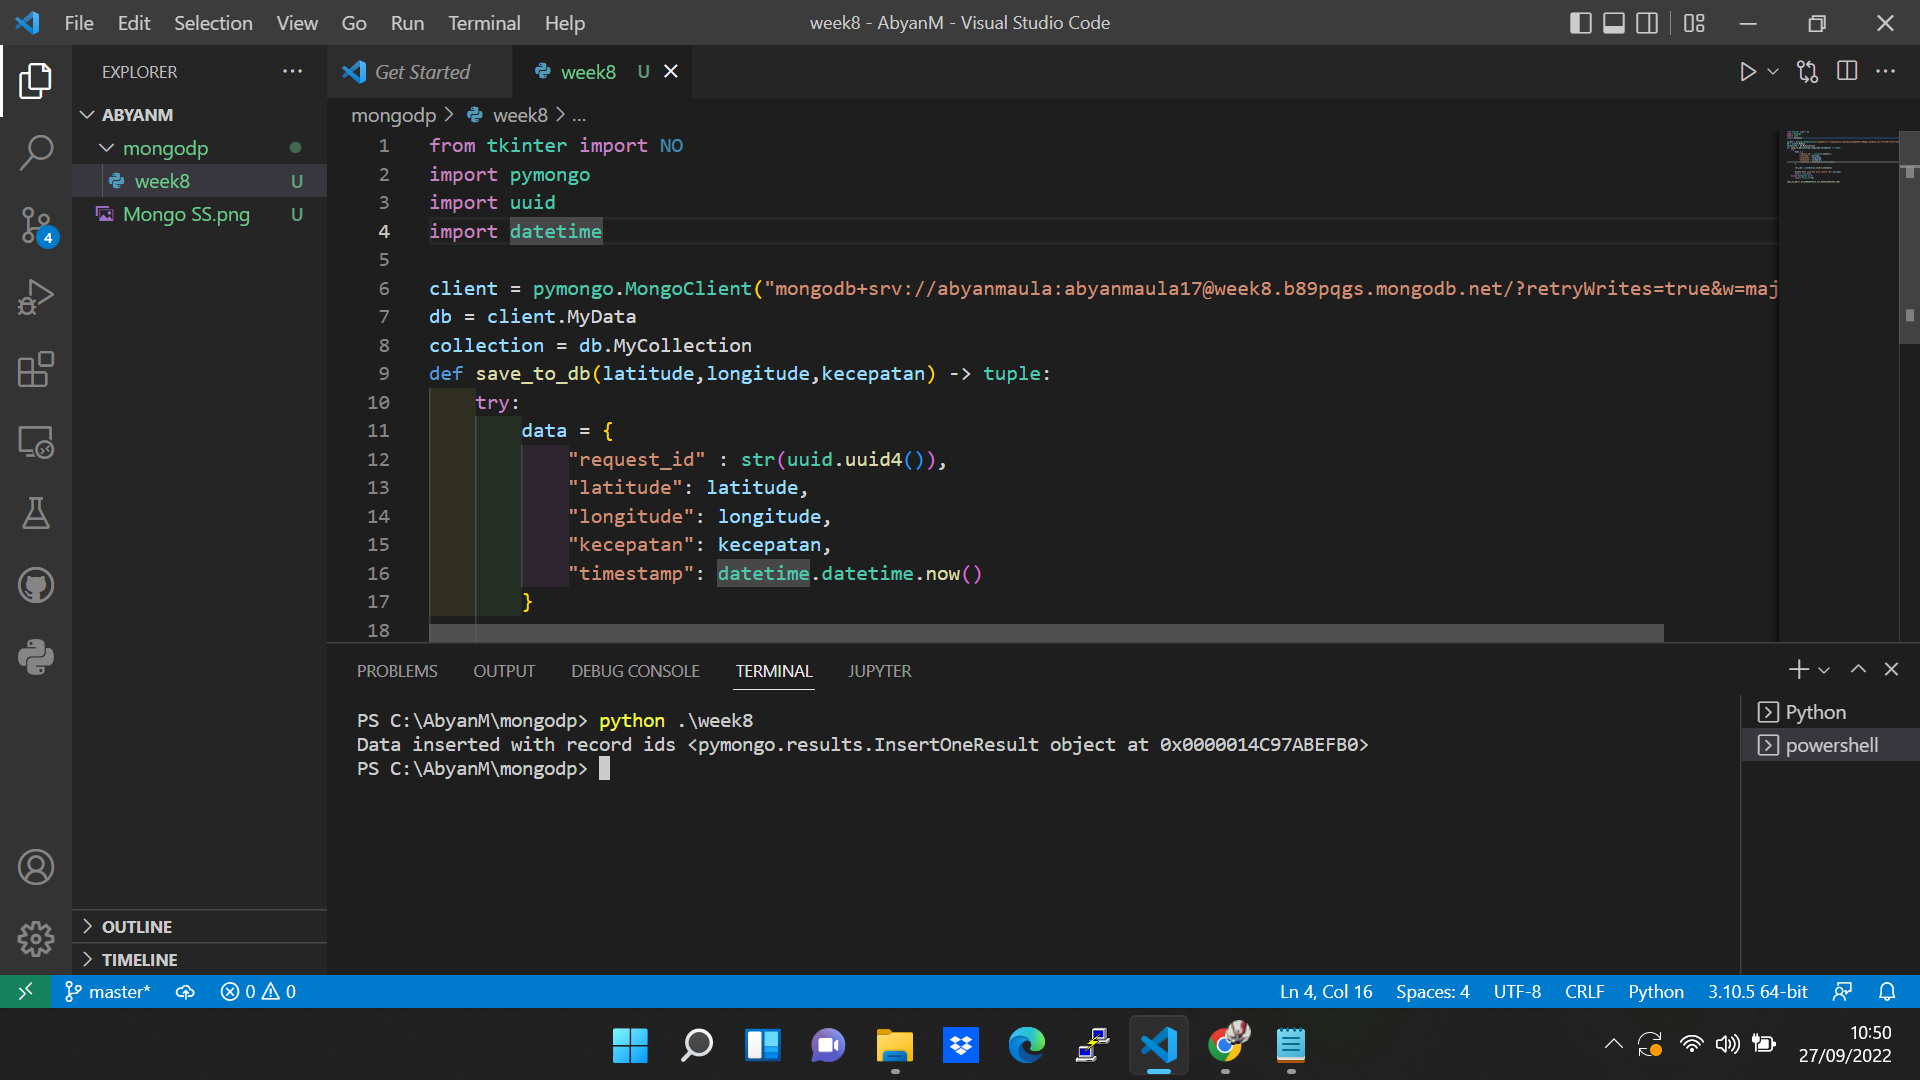 File Edit Selection View Go Run Terminal Help
week8 - AbyanM - Visual Studio Code
EXPLORER
ABYANM
mongodp
week8 U
Mongo SS.png U
4
OUTLINE
TIMELINE
Get Started
week8 U
mongodp > week8 > ...
1 from tkinter import NO
2 import pymongo
3 import uuid
4 import datetime
5
6 client = pymongo.MongoClient("mongodb+srv://abyanmaula:abyanmaula17@week8.b89pqgs.mongodb.net/?retryWrites=true&w=maj
7 db = client.MyData
8 collection = db.MyCollection
9 def save_to_db(latitude,longitude,kecepatan) -> tuple:
10 try:
11 data = {
12 "request_id" : str(uuid.uuid4()),
13 "latitude": latitude,
14 "longitude": longitude,
15 "kecepatan": kecepatan,
16 "timestamp": datetime.datetime.now()
17 }
18
PROBLEMS OUTPUT DEBUG CONSOLE TERMINAL JUPYTER
PS C:\AbyanM\mongodp> python .\week8
Data inserted with record ids <pymongo.results.InsertOneResult object at 0x0000014C97ABEFB0>
PS C:\AbyanM\mongodp>
Python
powershell
master* 0 0
Ln 4, Col 16 Spaces: 4 UTF-8 CRLF Python 3.10.5 64-bit
10:50
27/09/2022